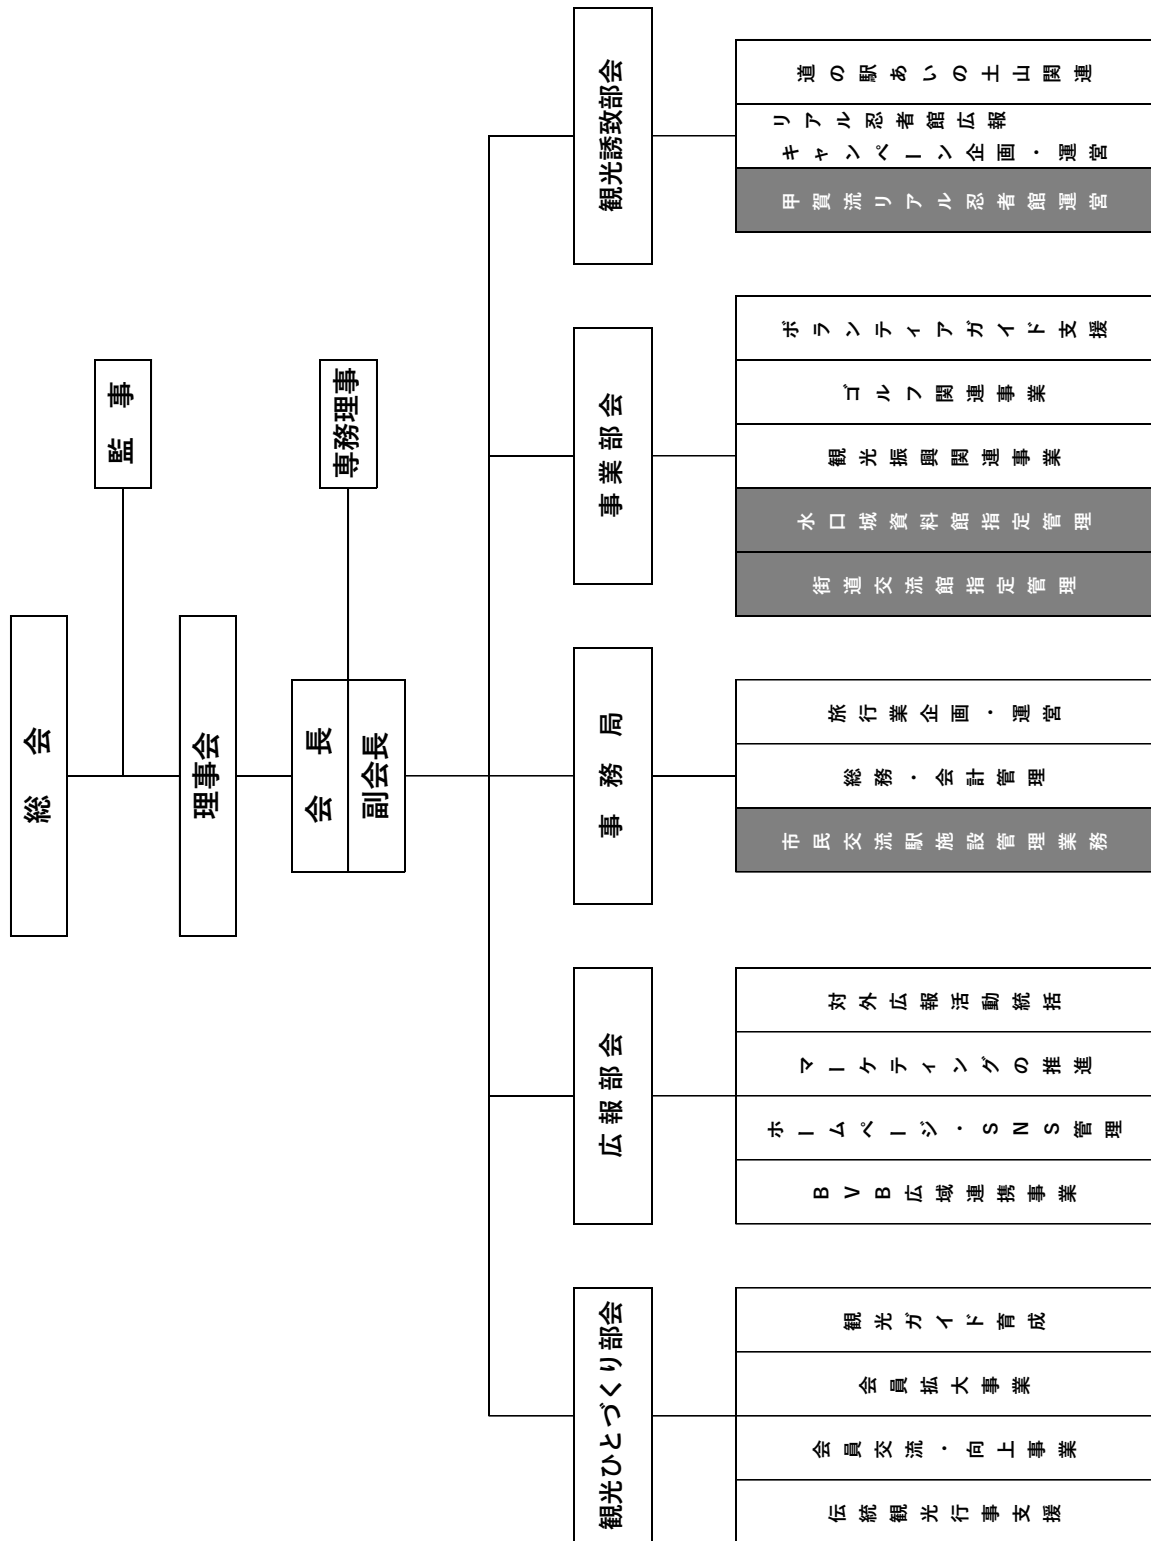 総会
監事
理事会
会長
副会長
専務理事
観光誘致部会
道の駅あいの土山関連
リアル忍者館広報
キャンペーン企画・運営
甲賀流リアル忍者館運営
事業部会
ボランティアガイド支援
ゴルフ関連事業
観光振興関連事業
水口城資料館指定管理
街道交流館指定管理
事務局
旅行業企画・運営
総務・会計管理
市民交流駅施設管理業務
広報部会
対外広報活動統括
マーケティングの推進
ホームページ・SNS管理
BVB広域連携事業
観光ひとづくり部会
観光ガイド育成
会員拡大事業
会員交流・向上事業
伝統観光行事支援